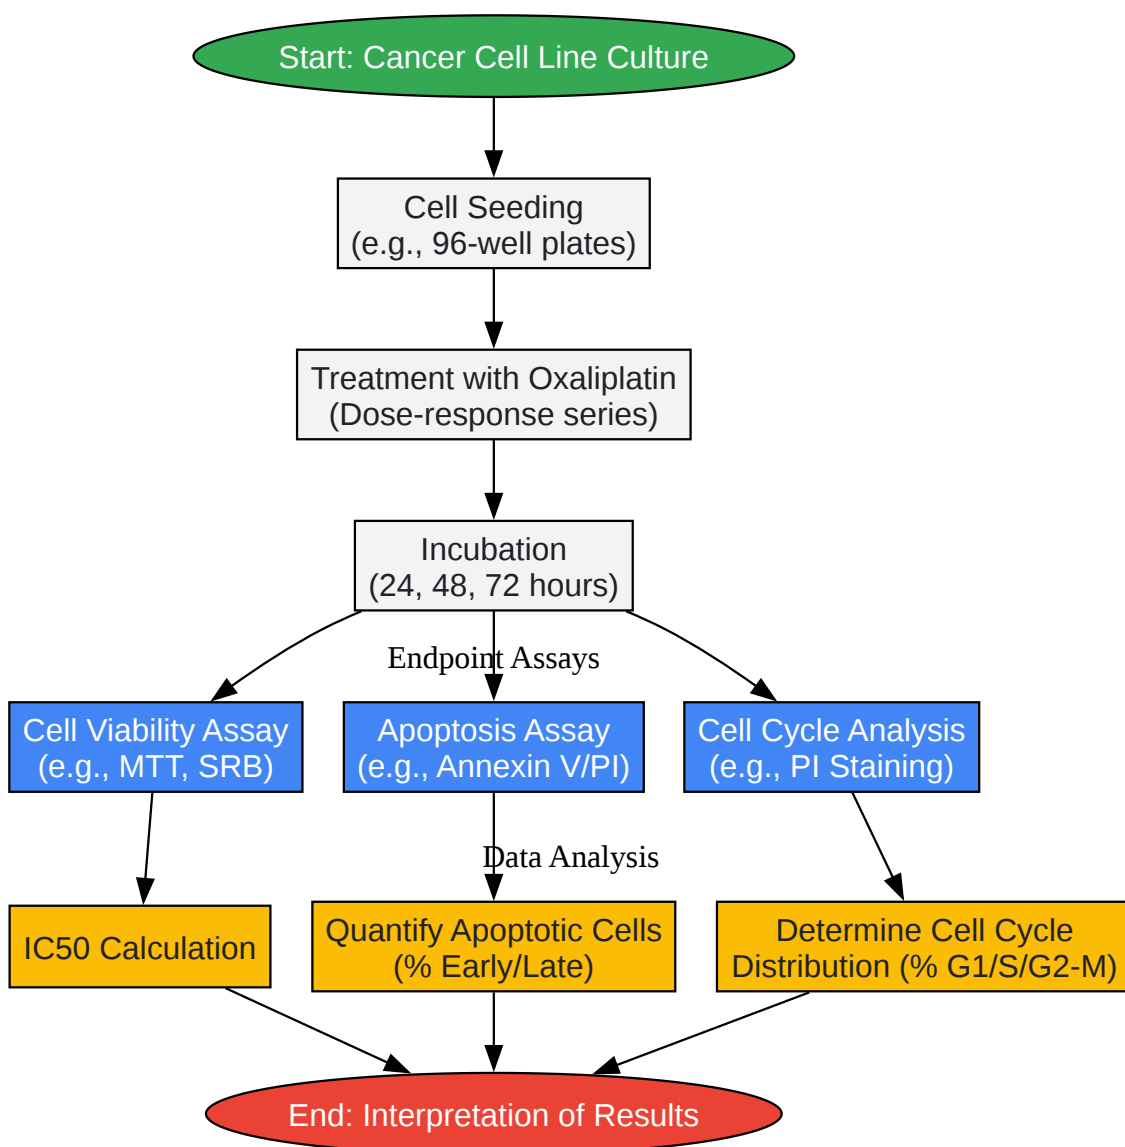 Start: Cancer Cell Line Culture
Cell Seeding
(e.g., 96-well plates)
Treatment with Oxaliplatin
(Dose-response series)
Incubation
(24, 48, 72 hours)
Endpoint Assays
Cell Viability Assay
(e.g., MTT, SRB)
Apoptosis Assay
(e.g., Annexin V/PI)
Cell Cycle Analysis
(e.g., PI Staining)
Data Analysis
IC50 Calculation
Quantify Apoptotic Cells
(% Early/Late)
Determine Cell Cycle
Distribution (% G1/S/G2-M)
End: Interpretation of Results